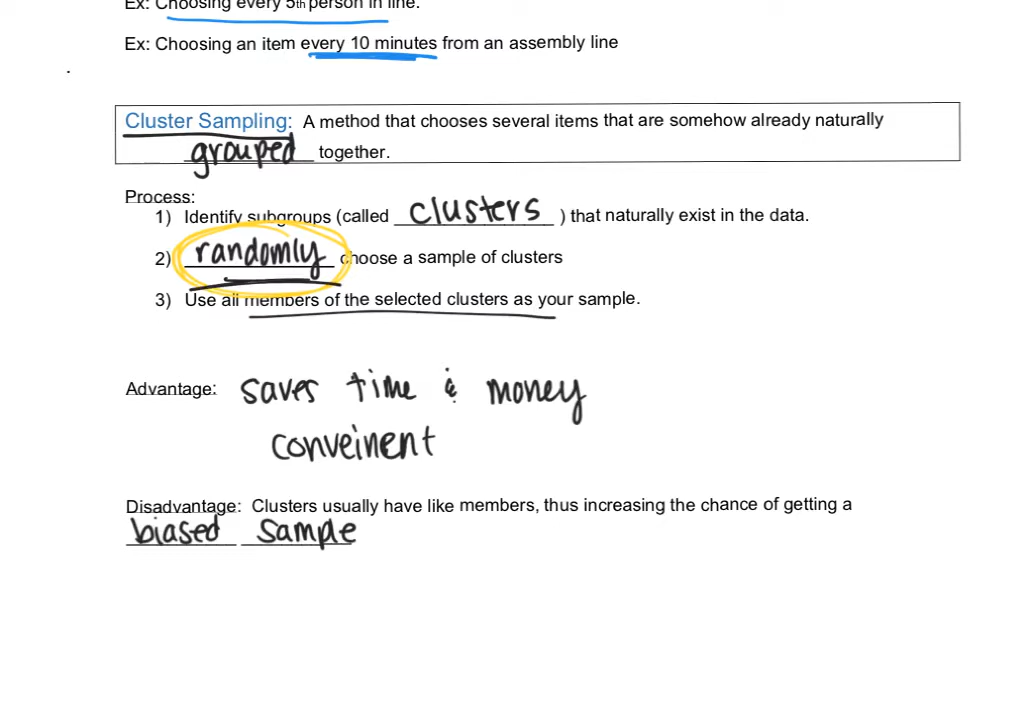 Ex: Choosing every 5th person in line.
Ex: Choosing an item every 10 minutes from an assembly line
.
Cluster Sampling: A method that chooses several items that are somehow already naturally
grouped together.
Process:
1) Identify subgroups (called clusters ) that naturally exist in the data.
2) randomly choose a sample of clusters
3) Use all members of the selected clusters as your sample.
Advantage: saves time & money
conveinent
Disadvantage: Clusters usually have like members, thus increasing the chance of getting a
biased sample